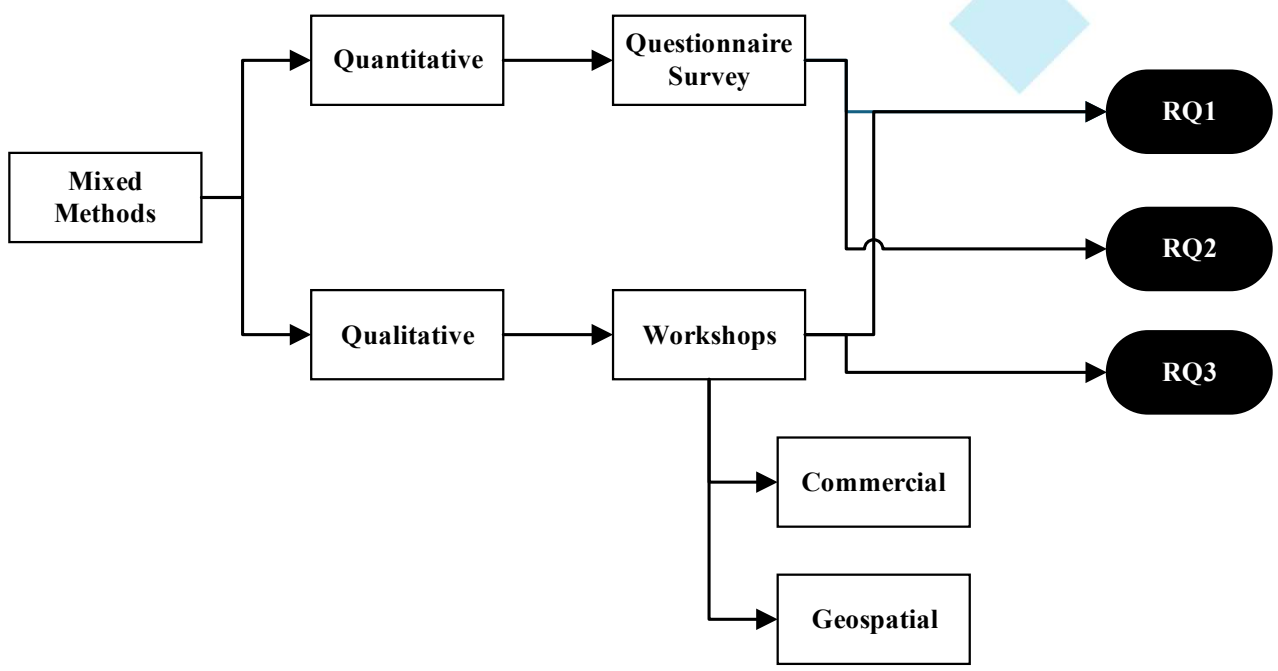 Quantitative
Questionnaire
Survey
RQ1
Mixed
Methods
RQ2
Qualitative
Workshops
RQ3
Commercial
Geospatial